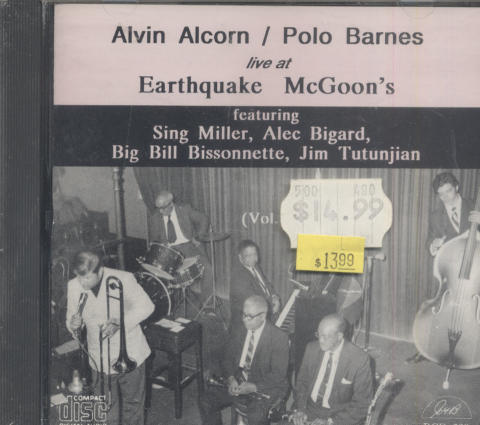 Alvin Alcorn / Polo Barnes
live at
Earthquake McGoon's
featuring
Sing Miller, Alec Bigard,
Big Bill Bissonnette, Jim Tutunjian
(Vol.
$14.99
$13.99
COMPACT
disc
DIGITAL AUDIO